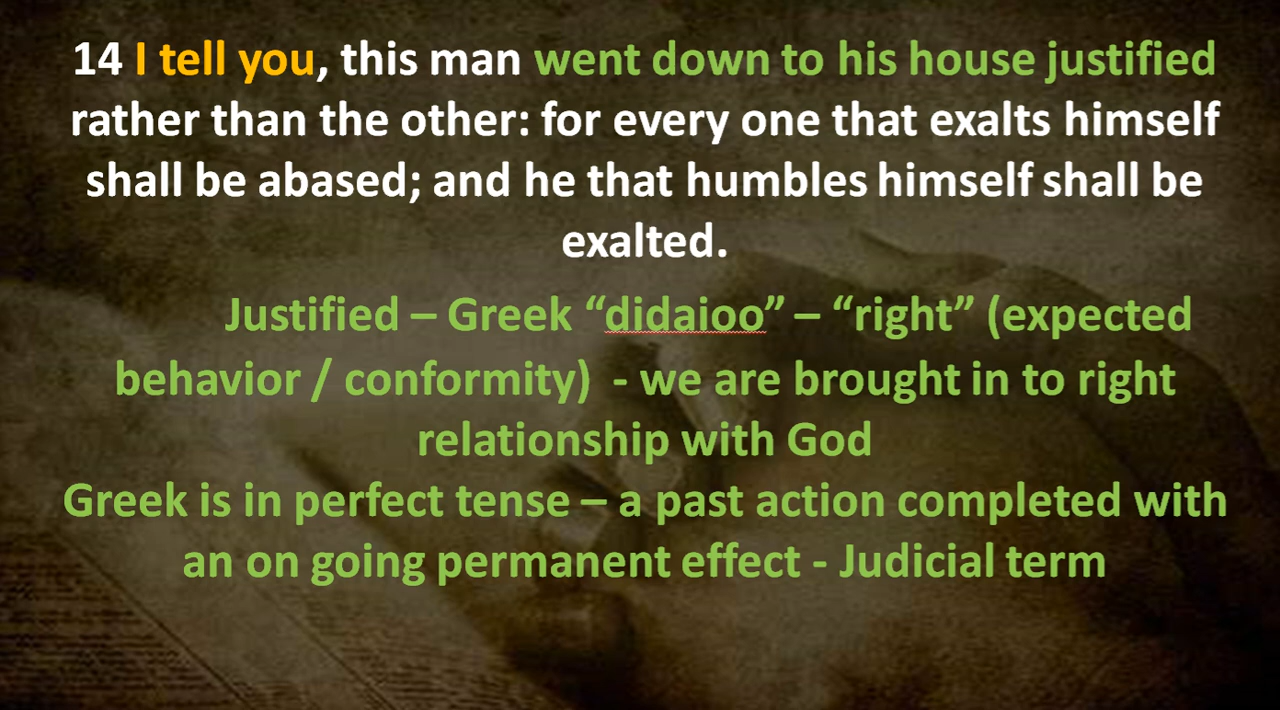 14 I tell you, this man went down to his house justified
rather than the other: for every one that exalts himself
shall be abased; and he that humbles himself shall be
exalted.
Justified – Greek “didaioo” – “right” (expected
behavior / conformity)  - we are brought in to right
relationship with God
Greek is in perfect tense – a past action completed with
an on going permanent effect - Judicial term